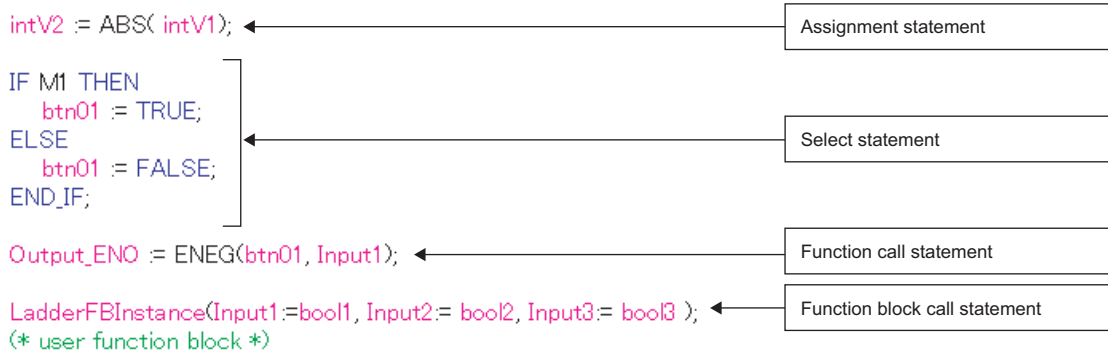 intV2 := ABS( intV1);
Assignment statement
IF M1 THEN
btn01 := TRUE;
ELSE
btn01 := FALSE;
END_IF;
Select statement
Output_ENO := ENEG(btn01, Input1);
Function call statement
LadderFBInstance(Input1:=bool1, Input2:= bool2, Input3:= bool3 );
Function block call statement
(* user function block *)